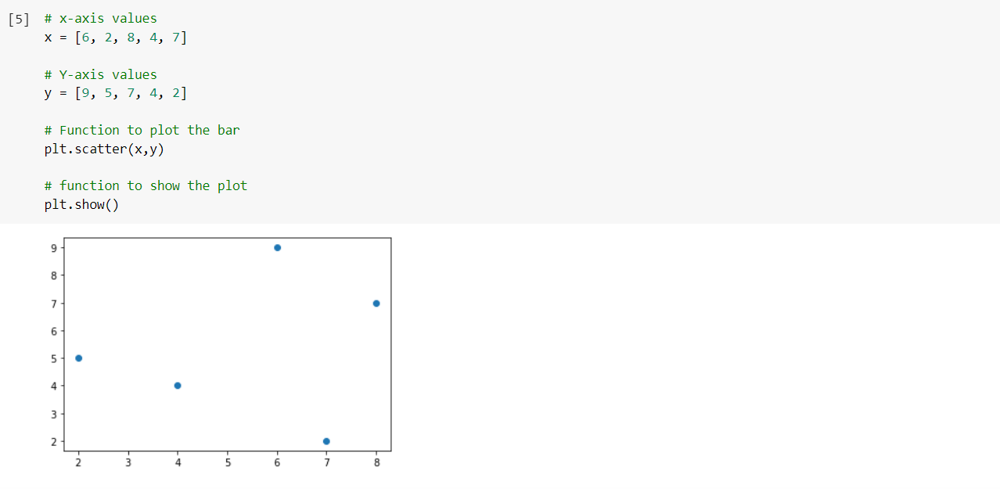 [5] # x-axis values
x = [6, 2, 8, 4, 7]
# Y-axis values
y = [9, 5, 7, 4, 2]
# Function to plot the bar
plt.scatter(x,y)
# function to show the plot
plt.show()
9
8
7
6
5
4
3
2
2 3 4 5 6 7 8